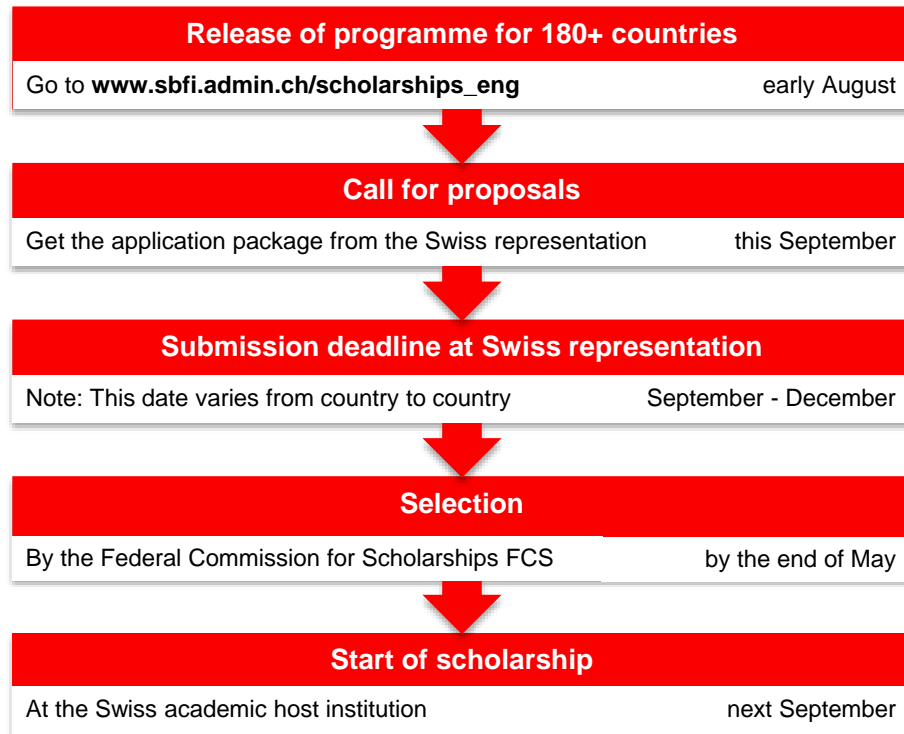 Release of programme for 180+ countries
Go to www.sbfi.admin.ch/scholarships_eng early August
Call for proposals
Get the application package from the Swiss representation this September
Submission deadline at Swiss representation
Note: This date varies from country to country September - December
Selection
By the Federal Commission for Scholarships FCS by the end of May
Start of scholarship
At the Swiss academic host institution next September